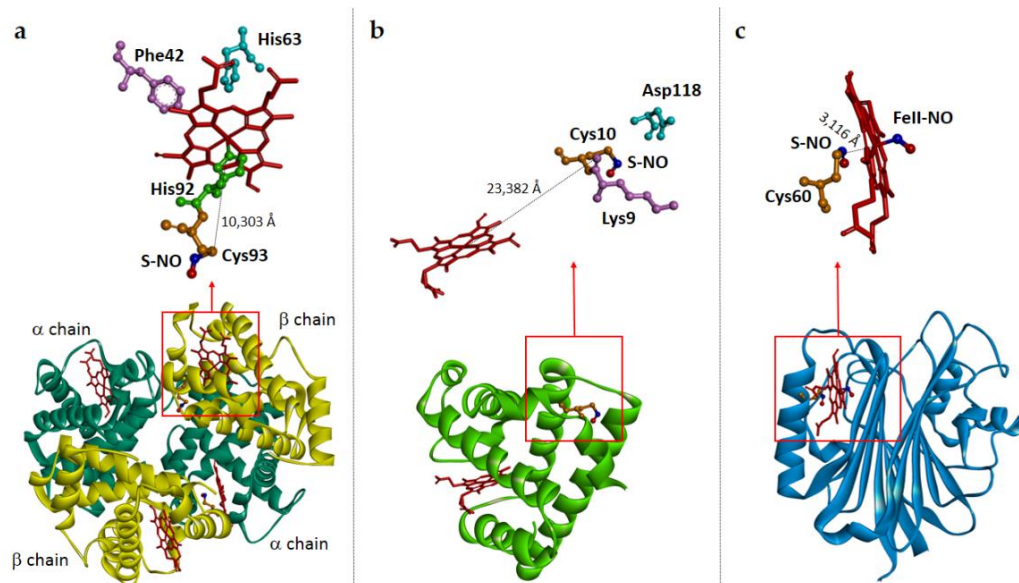 a
Phe42
His63
His92
10,303 Å
S-NO
Cys93
α chain
β chain
β chain
α chain
b
Asp118
Cys10
S-NO
23,382 Å
Lys9
c
3,116 Å
FeII-NO
S-NO
Cys60